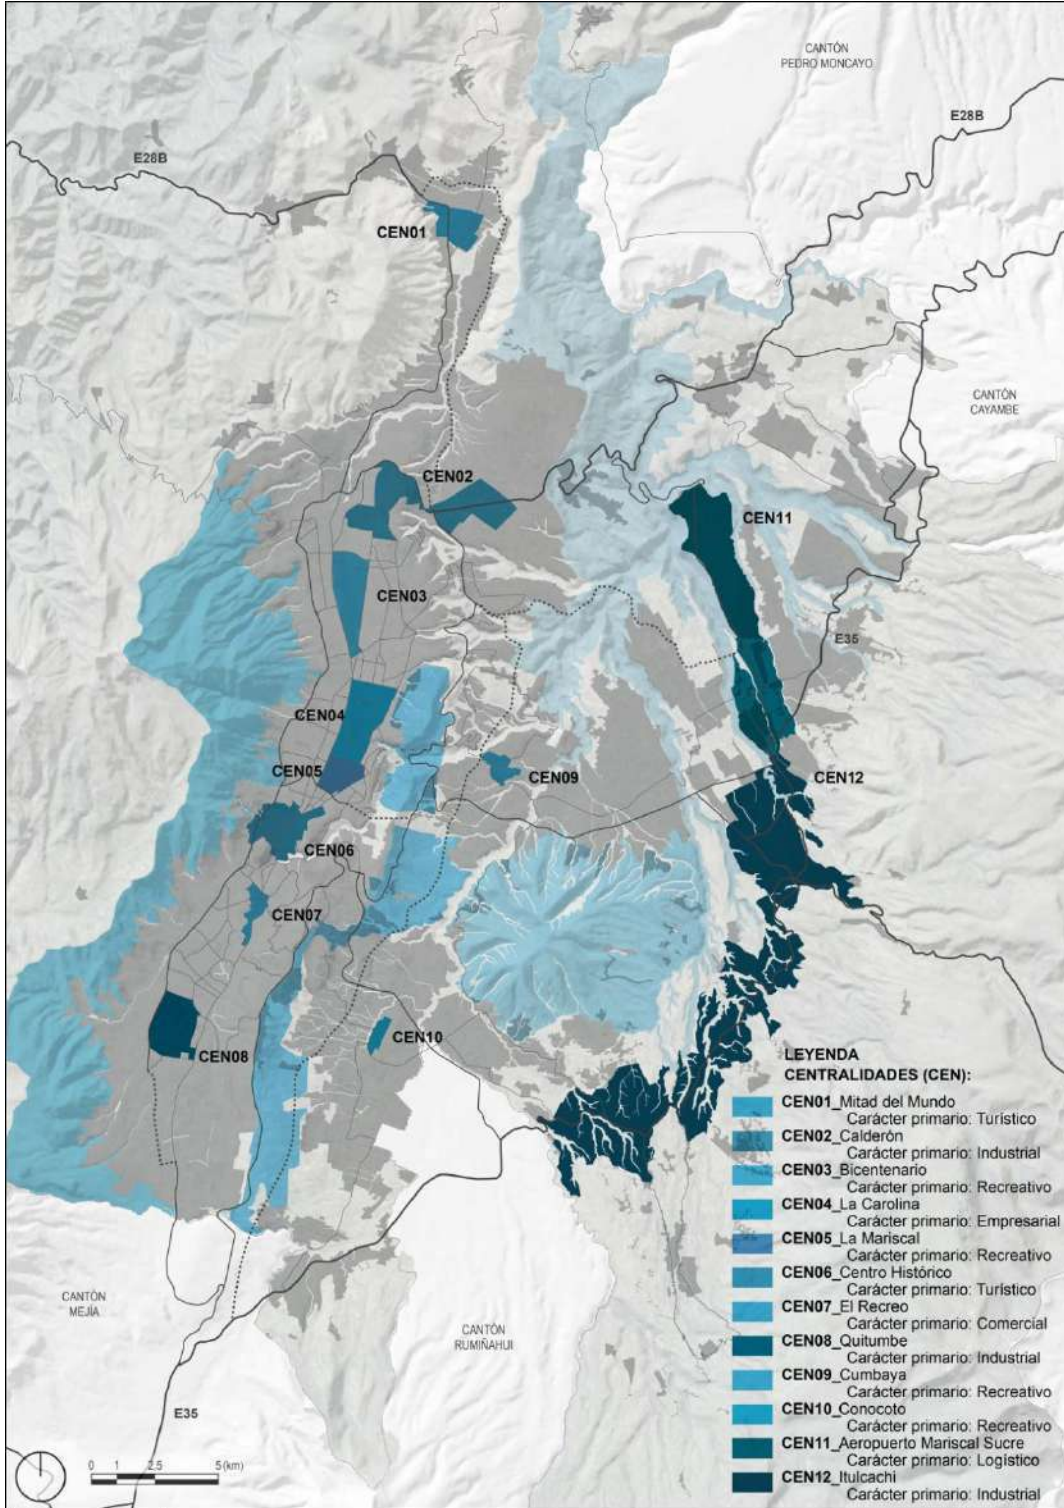 CANTÓN
PEDRO MONCAYO
E28B
E28B
CEN01
CANTÓN
CAYAMBE
CEN02
CEN11
CEN03
E35
CEN04
CEN05
CEN09
CEN12
CEN06
CEN07
CEN08
CEN10
CANTÓN
MEJÍA
CANTÓN
RUMIÑAHUI
E35
0 1 2,5 5 (km)
LEYENDA
CENTRALIDADES (CEN):
CEN01_Mitad del Mundo
Carácter primario: Turístico
CEN02_Calderón
Carácter primario: Industrial
CEN03_Bicentenario
Carácter primario: Recreativo
CEN04_La Carolina
Carácter primario: Empresarial
CEN05_La Mariscal
Carácter primario: Recreativo
CEN06_Centro Histórico
Carácter primario: Turístico
CEN07_El Recreo
Carácter primario: Comercial
CEN08_Quitumbe
Carácter primario: Industrial
CEN09_Cumbaya
Carácter primario: Recreativo
CEN10_Conocoto
Carácter primario: Recreativo
CEN11_Aeropuerto Mariscal Sucre
Carácter primario: Logístico
CEN12_Itulcachi
Carácter primario: Industrial